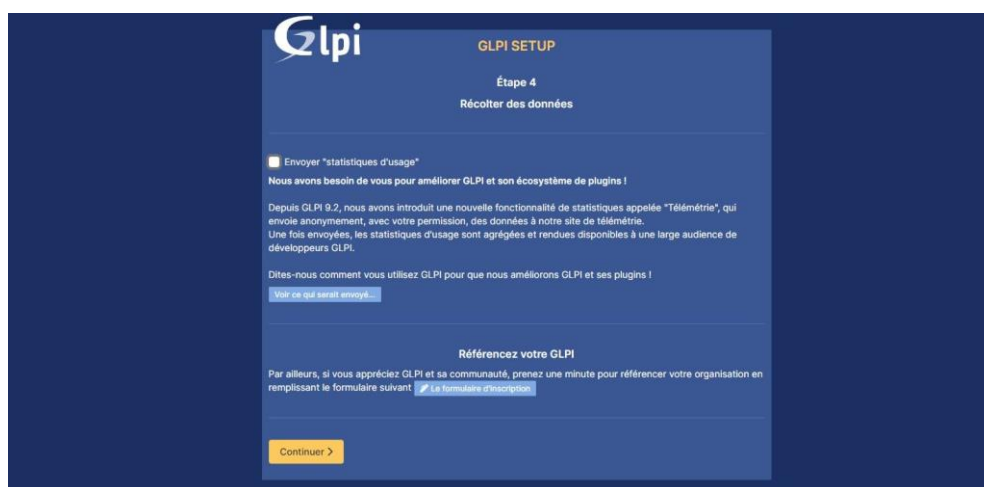 Glpi
GLPI SETUP
Étape 4
Récolter des données
Envoyer "statistiques d'usage"
Nous avons besoin de vous pour améliorer GLPI et son écosystème de plugins !
Depuis GLPI 9.2, nous avons introduit une nouvelle fonctionnalité de statistiques appelée "Télémétrie", qui
envoie anonymement, avec votre permission, des données à notre site de télémétrie.
Une fois envoyées, les statistiques d'usage sont agrégées et rendues disponibles à une large audience de
développeurs GLPI.
Dites-nous comment vous utilisez GLPI pour que nous améliorons GLPI et ses plugins !
Voir ce qui serait envoyé...
Référencez votre GLPI
Par ailleurs, si vous appréciez GLPI et sa communauté, prenez une minute pour référencer votre organisation en
remplissant le formulaire suivant Le formulaire d'inscription
Continuer >